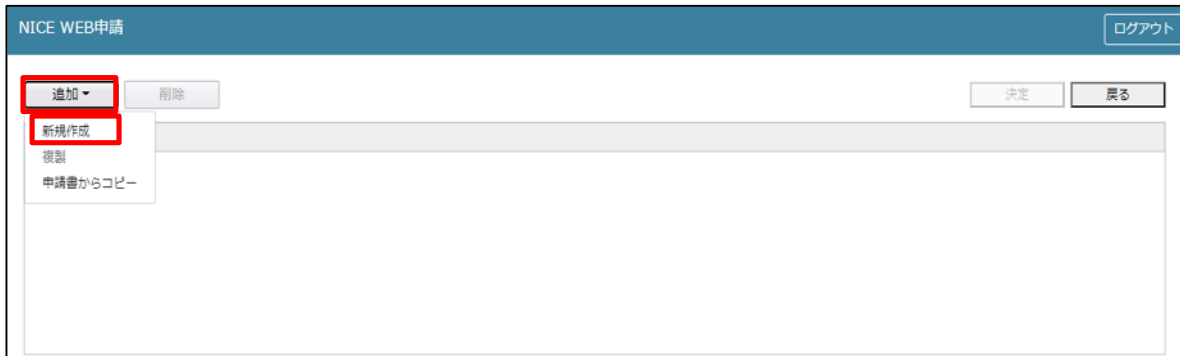 NICE WEB申請
ログアウト
追加
削除
決定
戻る
新規作成
複製
申請書からコピー